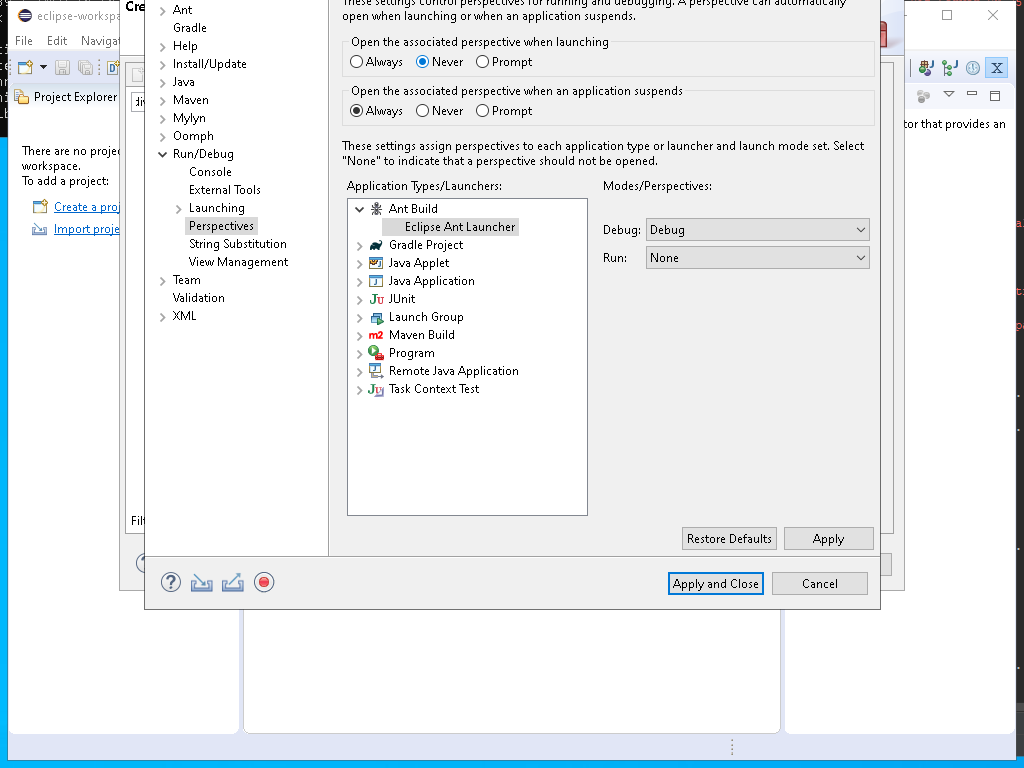 eclipse-workspa
Cre
File Edit Navigat
Project Explorer
There are no proje
workspace.
To add a project:
Create a proj
Import proje
Ant
Gradle
Help
Install/Update
Java
Maven
Mylyn
Oomph
Run/Debug
Console
External Tools
Launching
Perspectives
String Substitution
View Management
Team
Validation
XML
These settings control perspectives for running and debugging. A perspective can automatically
open when launching or when an application suspends.
Open the associated perspective when launching
Always Never Prompt
Open the associated perspective when an application suspends
Always Never Prompt
These settings assign perspectives to each application type or launcher and launch mode set. Select
"None" to indicate that a perspective should not be opened.
Application Types/Launchers:
Ant Build
Eclipse Ant Launcher
Gradle Project
Java Applet
Java Application
JUnit
Launch Group
Maven Build
Program
Remote Java Application
Task Context Test
Modes/Perspectives:
Debug: Debug
Run: None
Restore Defaults Apply
Apply and Close Cancel
Filt
tor that provides an